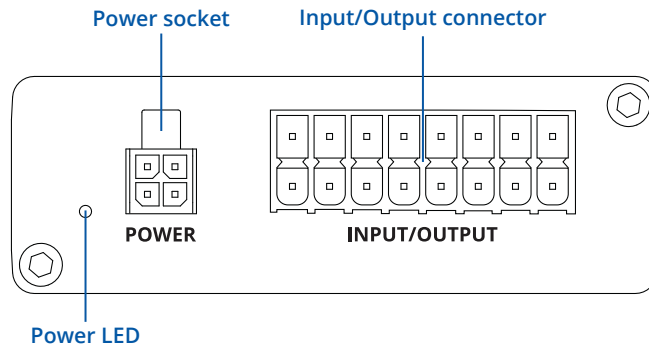 Power socket
Input/Output connector
POWER
INPUT/OUTPUT
Power LED